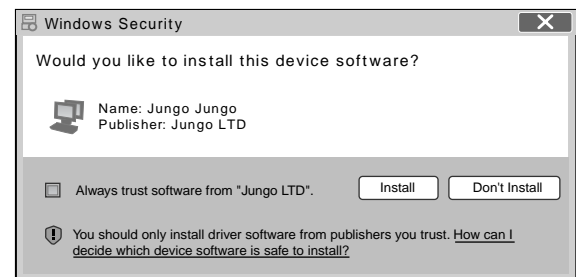 Windows Security
Would you like to install this device software?
Name: Jungo Jungo
Publisher: Jungo LTD
Always trust software from "Jungo LTD".
Install
Don't Install
You should only install driver software from publishers you trust. How can I
decide which device software is safe to install?